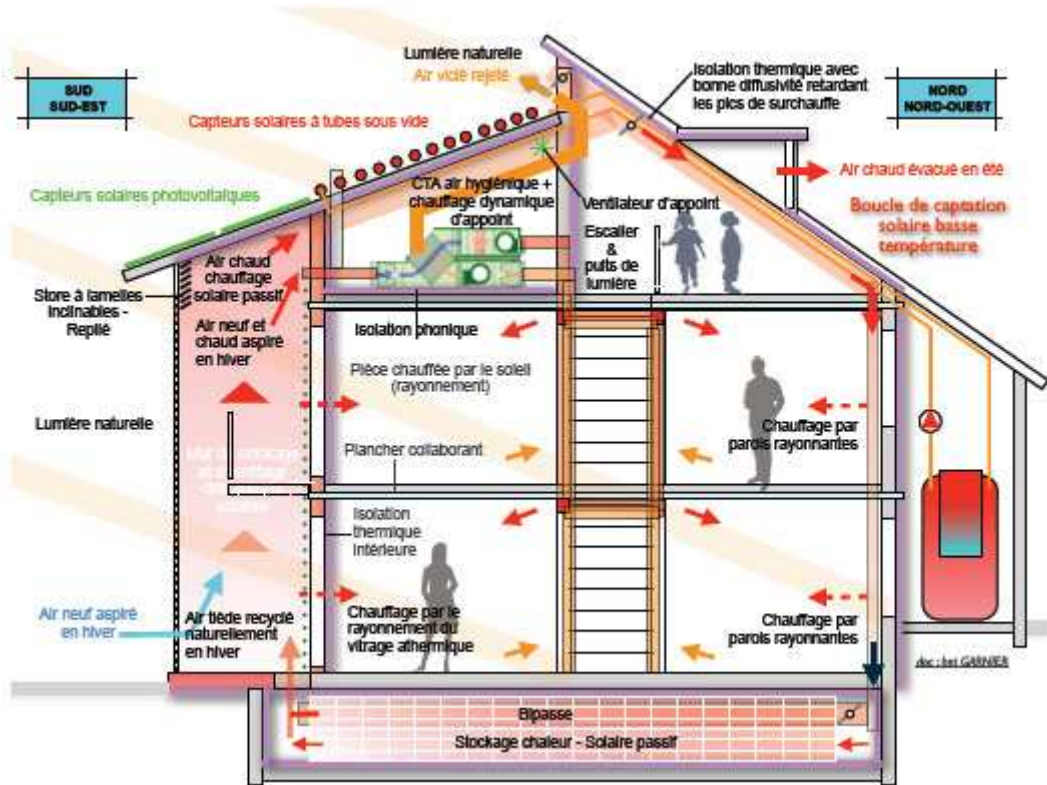 Lumière naturelle
Air vicié rejeté
SUD
SUD-EST
Isolation thermique avec
bonne diffusivité retardant
les pics de surchauffe
NORD
NORD-OUEST
Capteurs solaires à tubes sous vide
Air chaud évacué en été
Capteurs solaires photovoltaïques
CTA air hygiénique +
chauffage dynamique
d'appoint
Ventilateur d'appoint
Boucle de captation
solaire basse
température
Escalier
&
puits de
lumière
Air chaud
chauffage
solaire passif
Store à lamelles
inclinables -
Replié
Air neuf et
chaud aspiré
en hiver
Isolation phonique
Pièce chauffée par le soleil
(rayonnement)
Lumière naturelle
Chauffage par
parois rayonnantes
Plancher collaborant
Isolation
thermique
intérieure
Air neuf aspiré
en hiver
Air tiède recyclé
naturellement
en hiver
Chauffage par le
rayonnement du
vitrage athermique
Chauffage par
parois rayonnantes
doc : bet GARNIER
Bipasse
Stockage chaleur - Solaire passif